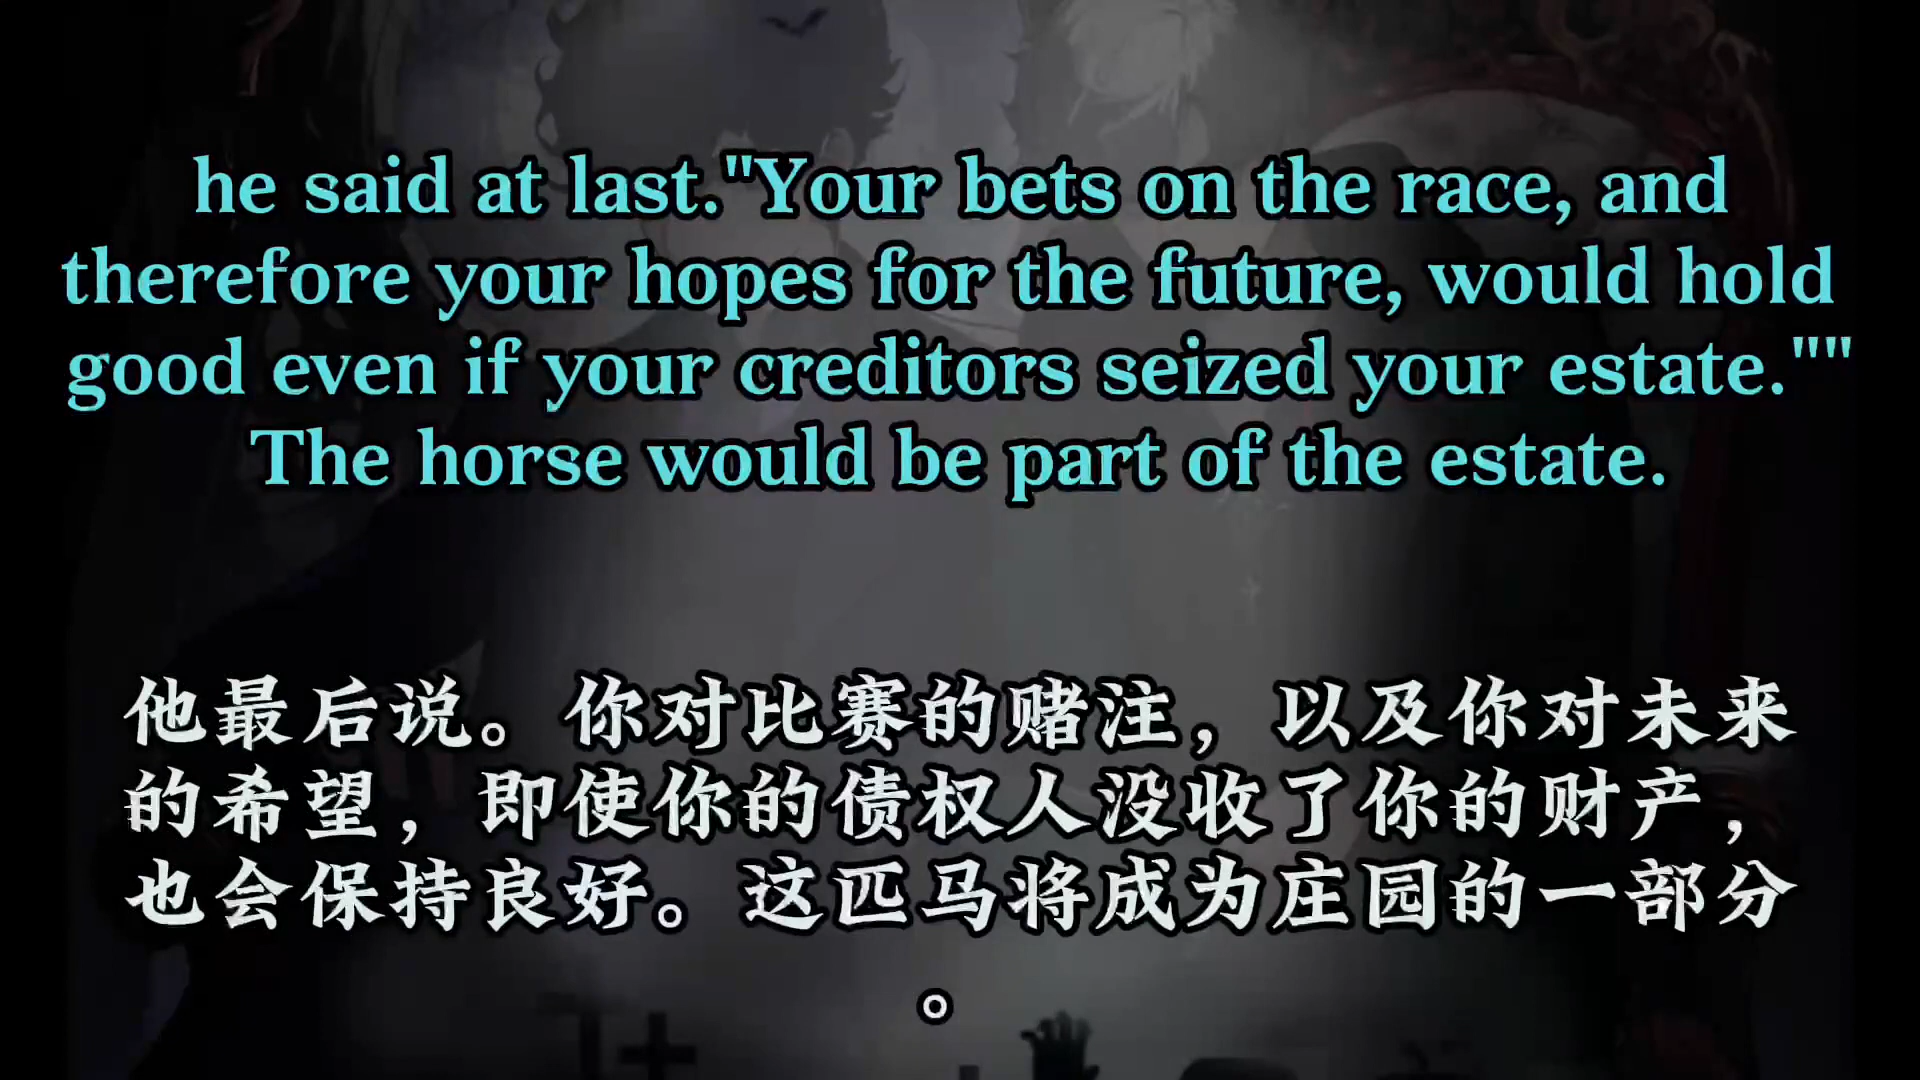 he said at last."Your bets on the race, and
therefore your hopes for the future, would hold
good even if your creditors seized your estate.""
The horse would be part of the estate.
他最后说。你对比赛的赌注，以及你对未来
的希望，即使你的债权人没收了你的财产，
也会保持良好。这匹马将成为庄园的一部分
。